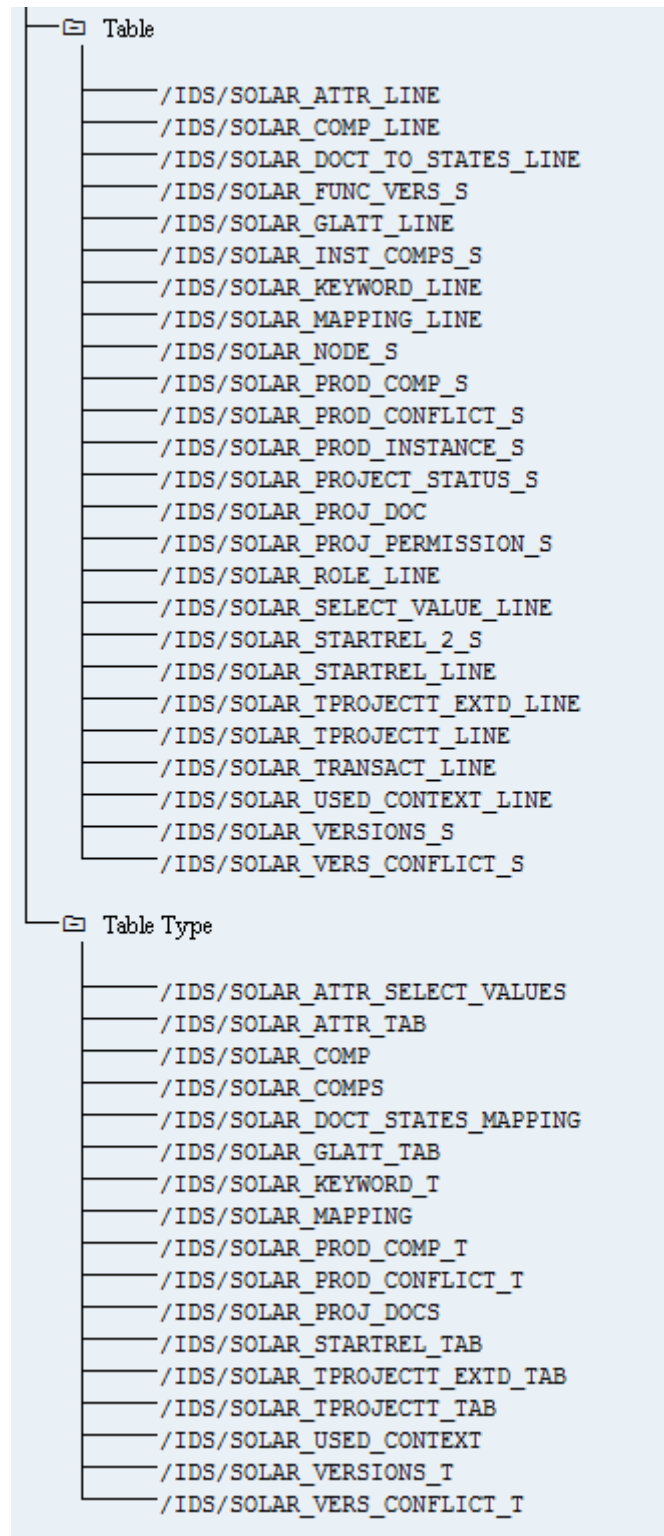 Table
/IDS/SOLAR_ATTR_LINE
/IDS/SOLAR_COMP_LINE
/IDS/SOLAR_DOCT_TO_STATES_LINE
/IDS/SOLAR_FUNC_VERS_S
/IDS/SOLAR_GLATT_LINE
/IDS/SOLAR_INST_COMPS_S
/IDS/SOLAR_KEYWORD_LINE
/IDS/SOLAR_MAPPING_LINE
/IDS/SOLAR_NODE_S
/IDS/SOLAR_PROD_COMP_S
/IDS/SOLAR_PROD_CONFLICT_S
/IDS/SOLAR_PROD_INSTANCE_S
/IDS/SOLAR_PROJECT_STATUS_S
/IDS/SOLAR_PROJ_DOC
/IDS/SOLAR_PROJ_PERMISSION_S
/IDS/SOLAR_ROLE_LINE
/IDS/SOLAR_SELECT_VALUE_LINE
/IDS/SOLAR_STARTREL_2_S
/IDS/SOLAR_STARTREL_LINE
/IDS/SOLAR_TPROJECTT_EXTD_LINE
/IDS/SOLAR_TPROJECTT_LINE
/IDS/SOLAR_TRANSACT_LINE
/IDS/SOLAR_USED_CONTEXT_LINE
/IDS/SOLAR_VERSIONS_S
/IDS/SOLAR_VERS_CONFLICT_S
Table Type
/IDS/SOLAR_ATTR_SELECT_VALUES
/IDS/SOLAR_ATTR_TAB
/IDS/SOLAR_COMP
/IDS/SOLAR_COMPS
/IDS/SOLAR_DOCT_STATES_MAPPING
/IDS/SOLAR_GLATT_TAB
/IDS/SOLAR_KEYWORD_T
/IDS/SOLAR_MAPPING
/IDS/SOLAR_PROD_COMP_T
/IDS/SOLAR_PROD_CONFLICT_T
/IDS/SOLAR_PROJ_DOCS
/IDS/SOLAR_STARTREL_TAB
/IDS/SOLAR_TPROJECTT_EXTD_TAB
/IDS/SOLAR_TPROJECTT_TAB
/IDS/SOLAR_USED_CONTEXT
/IDS/SOLAR_VERSIONS_T
/IDS/SOLAR_VERS_CONFLICT_T